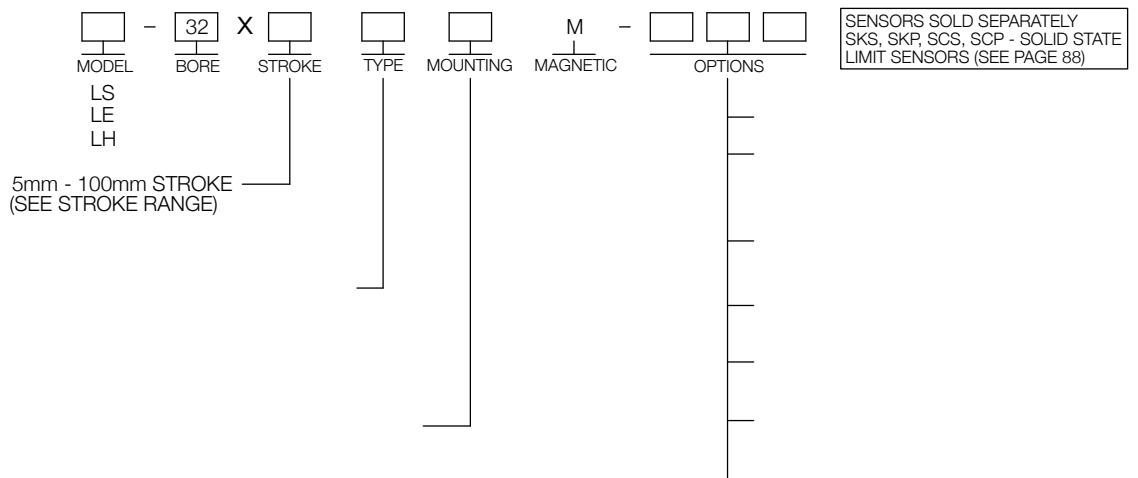 - 32 X M -
MODEL BORE STROKE TYPE MOUNTING MAGNETIC OPTIONS
SENSORS SOLD SEPARATELY
SKS, SKP, SCS, SCP - SOLID STATE
LIMIT SENSORS (SEE PAGE 88)
LS
LE
LH
5mm - 100mm STROKE
(SEE STROKE RANGE)